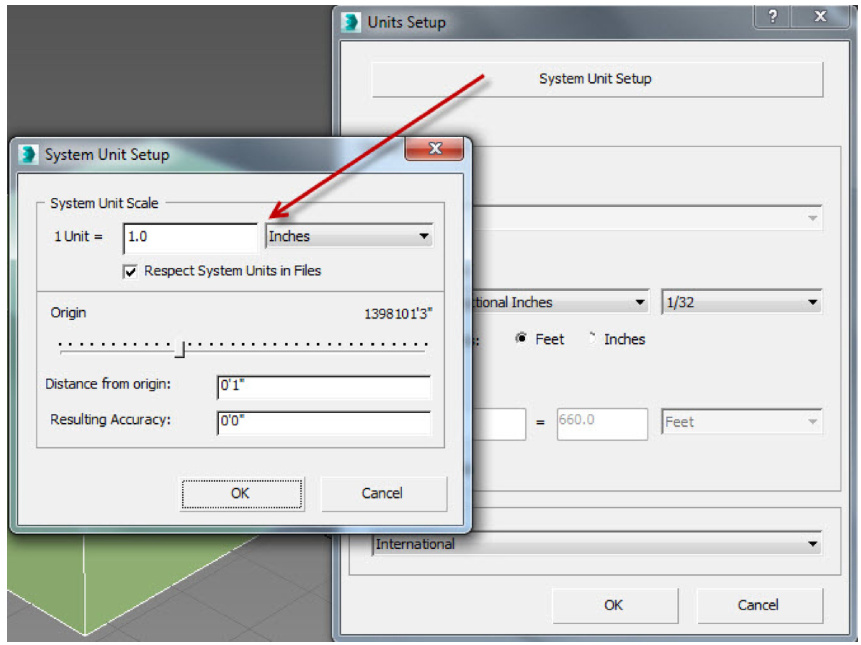 Units Setup
System Unit Setup
System Unit Setup
System Unit Scale
1 Unit = 1.0 Inches
Respect System Units in Files
Origin 1398101'3"
Distance from origin: 0'1"
Resulting Accuracy: 0'0"
OK Cancel
Inches 1/32
Feet Inches
= 660.0 Feet
International
OK Cancel